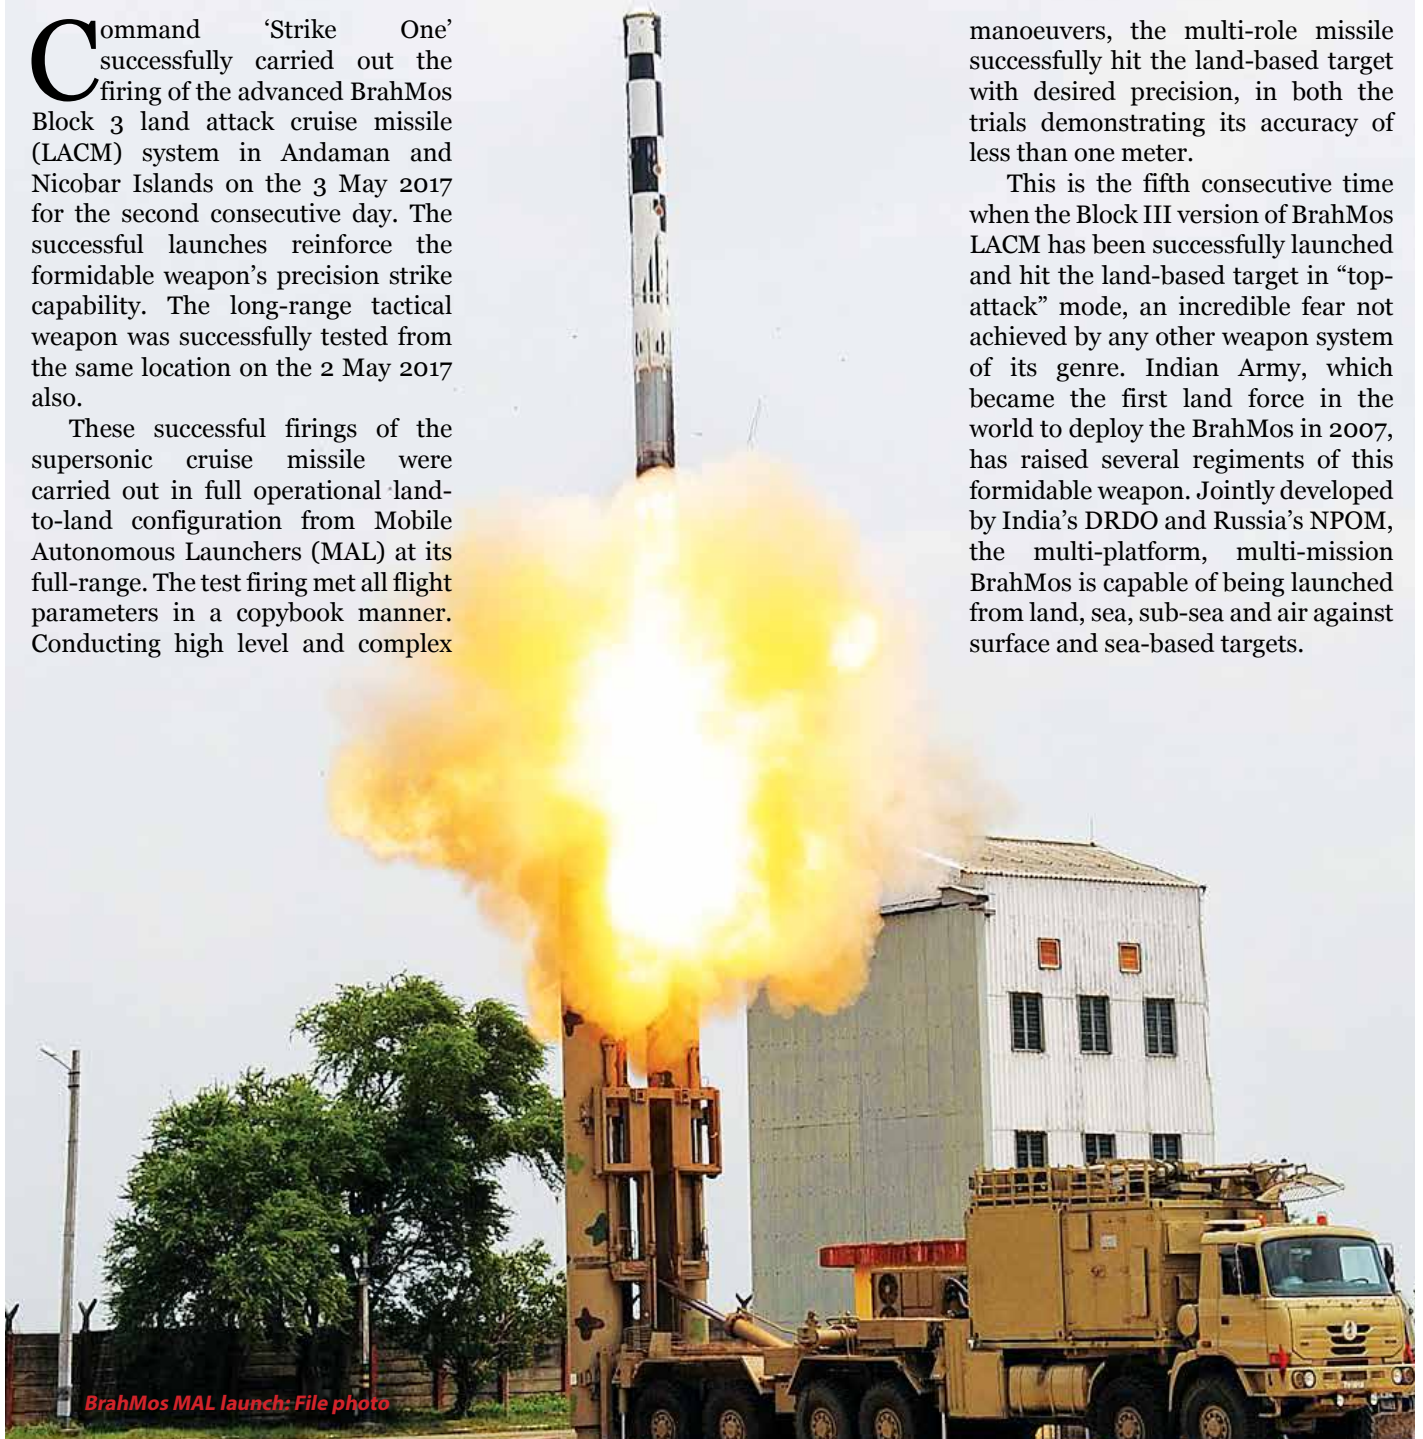 Command ‘Strike One’
successfully carried out the
firing of the advanced BrahMos
Block 3 land attack cruise missile
(LACM) system in Andaman and
Nicobar Islands on the 3 May 2017
for the second consecutive day. The
successful launches reinforce the
formidable weapon’s precision strike
capability. The long-range tactical
weapon was successfully tested from
the same location on the 2 May 2017
also.
These successful firings of the
supersonic cruise missile were
carried out in full operational land-
to-land configuration from Mobile
Autonomous Launchers (MAL) at its
full-range. The test firing met all flight
parameters in a copybook manner.
Conducting high level and complex
manoeuvers, the multi-role missile
successfully hit the land-based target
with desired precision, in both the
trials demonstrating its accuracy of
less than one meter.
This is the fifth consecutive time
when the Block III version of BrahMos
LACM has been successfully launched
and hit the land-based target in “top-
attack” mode, an incredible fear not
achieved by any other weapon system
of its genre. Indian Army, which
became the first land force in the
world to deploy the BrahMos in 2007,
has raised several regiments of this
formidable weapon. Jointly developed
by India’s DRDO and Russia’s NPOM,
the multi-platform, multi-mission
BrahMos is capable of being launched
from land, sea, sub-sea and air against
surface and sea-based targets.
BrahMos MAL launch: File photo